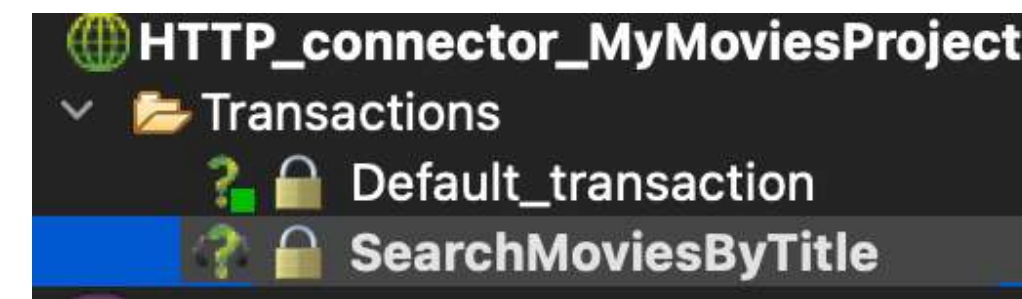 HTTP_connector_MyMoviesProject
Transactions
Default_transaction
SearchMoviesByTitle